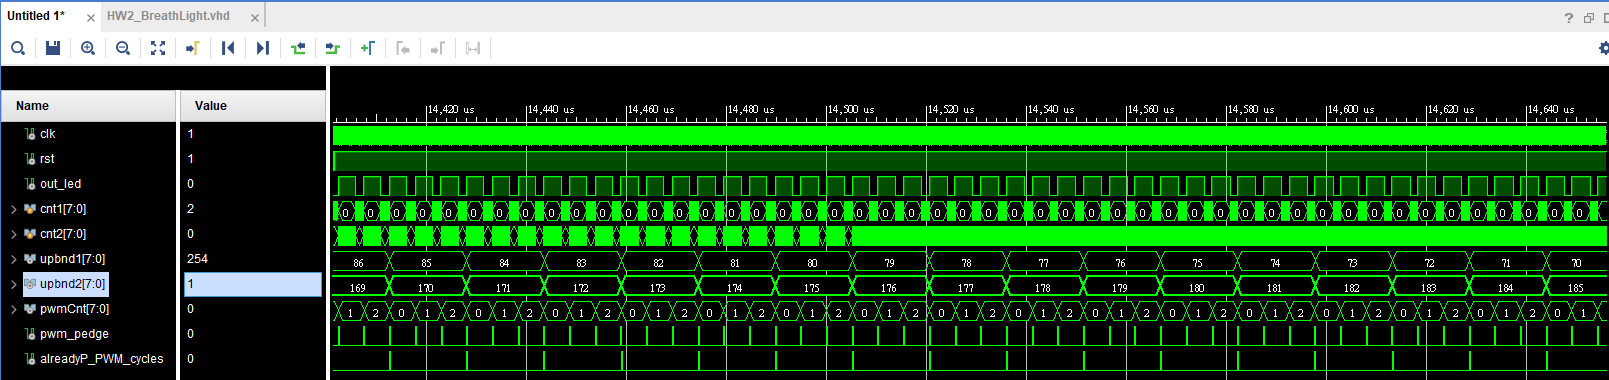 Untitled 1* × HW2_BreathLight.vhd ×
?
Name Value
14,420 us 14,440 us 14,460 us 14,480 us 14,500 us 14,520 us 14,540 us 14,560 us 14,580 us 14,600 us 14,620 us 14,640 us
clk 1
rst 1
out_led 0
cnt1[7:0] 2 0 0 0 0 0 0 0 0 0 0 0 0 0 0 0 0 0 0 0 0 0 0 0 0 0 0 0 0 0 0 0 0 0 0 0 0 0 0 0 0 0 0 0 0 0 0 0 0 0
cnt2[7:0] 0
upbnd1[7:0] 254 86 85 84 83 82 81 80 79 78 77 76 75 74 73 72 71 70
upbnd2[7:0] 1 169 170 171 172 173 174 175 176 177 178 179 180 181 182 183 184 185
pwmCnt[7:0] 0 1 2 0 1 2 0 1 2 0 1 2 0 1 2 0 1 2 0 1 2 0 1 2 0 1 2 0 1 2 0 1 2 0 1 2 0 1 2 0 1 2 0 1 2 0 1 2 0 1
pwm_pedge 0
alreadyP_PWM_cycles 0